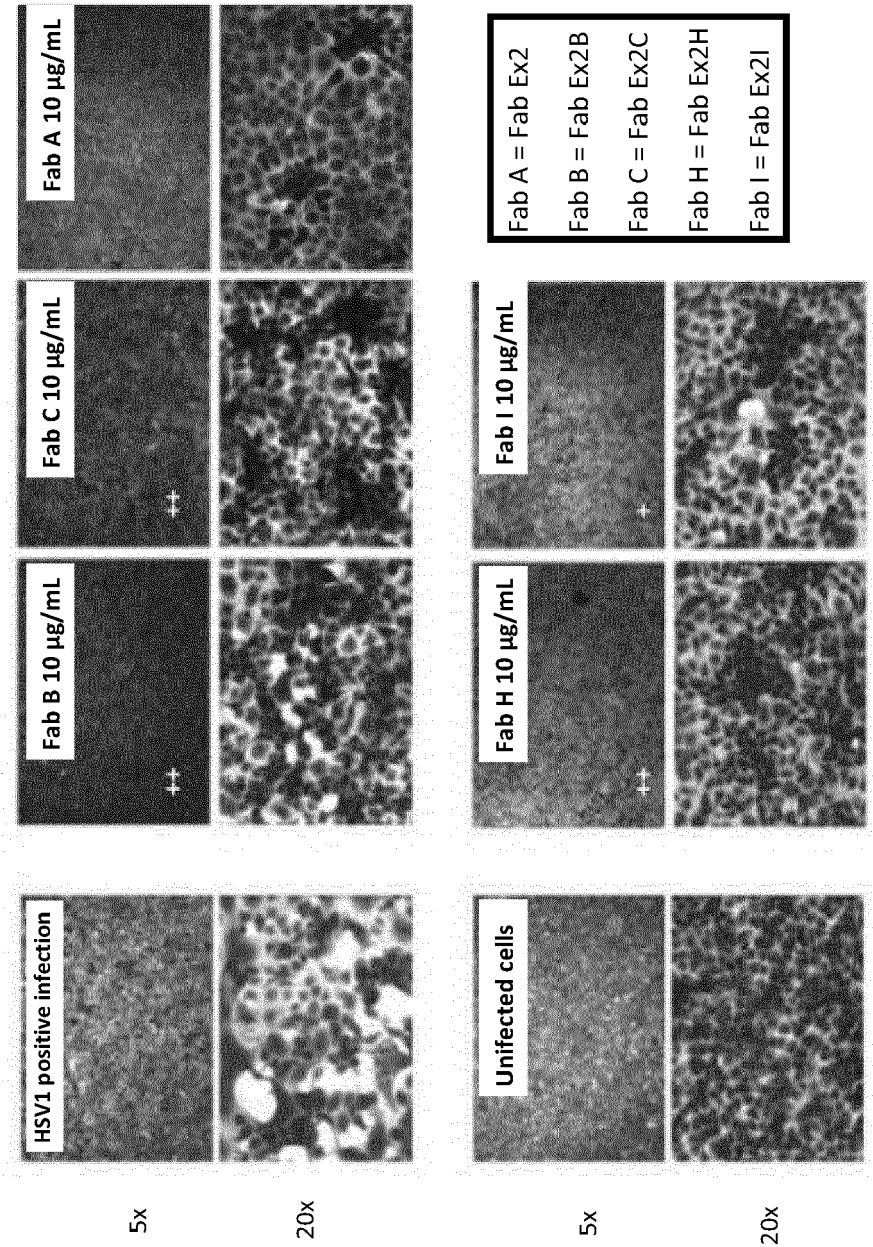 5x
HSV1 positive infection
Fab B 10 µg/mL
++
Fab C 10 µg/mL
++
Fab A 10 µg/mL
20x
5x
Unifected cells
Fab H 10 µg/mL
++
Fab I 10 µg/mL
+
20x
Fab A = Fab Ex2
Fab B = Fab Ex2B
Fab C = Fab Ex2C
Fab H = Fab Ex2H
Fab I = Fab Ex2I